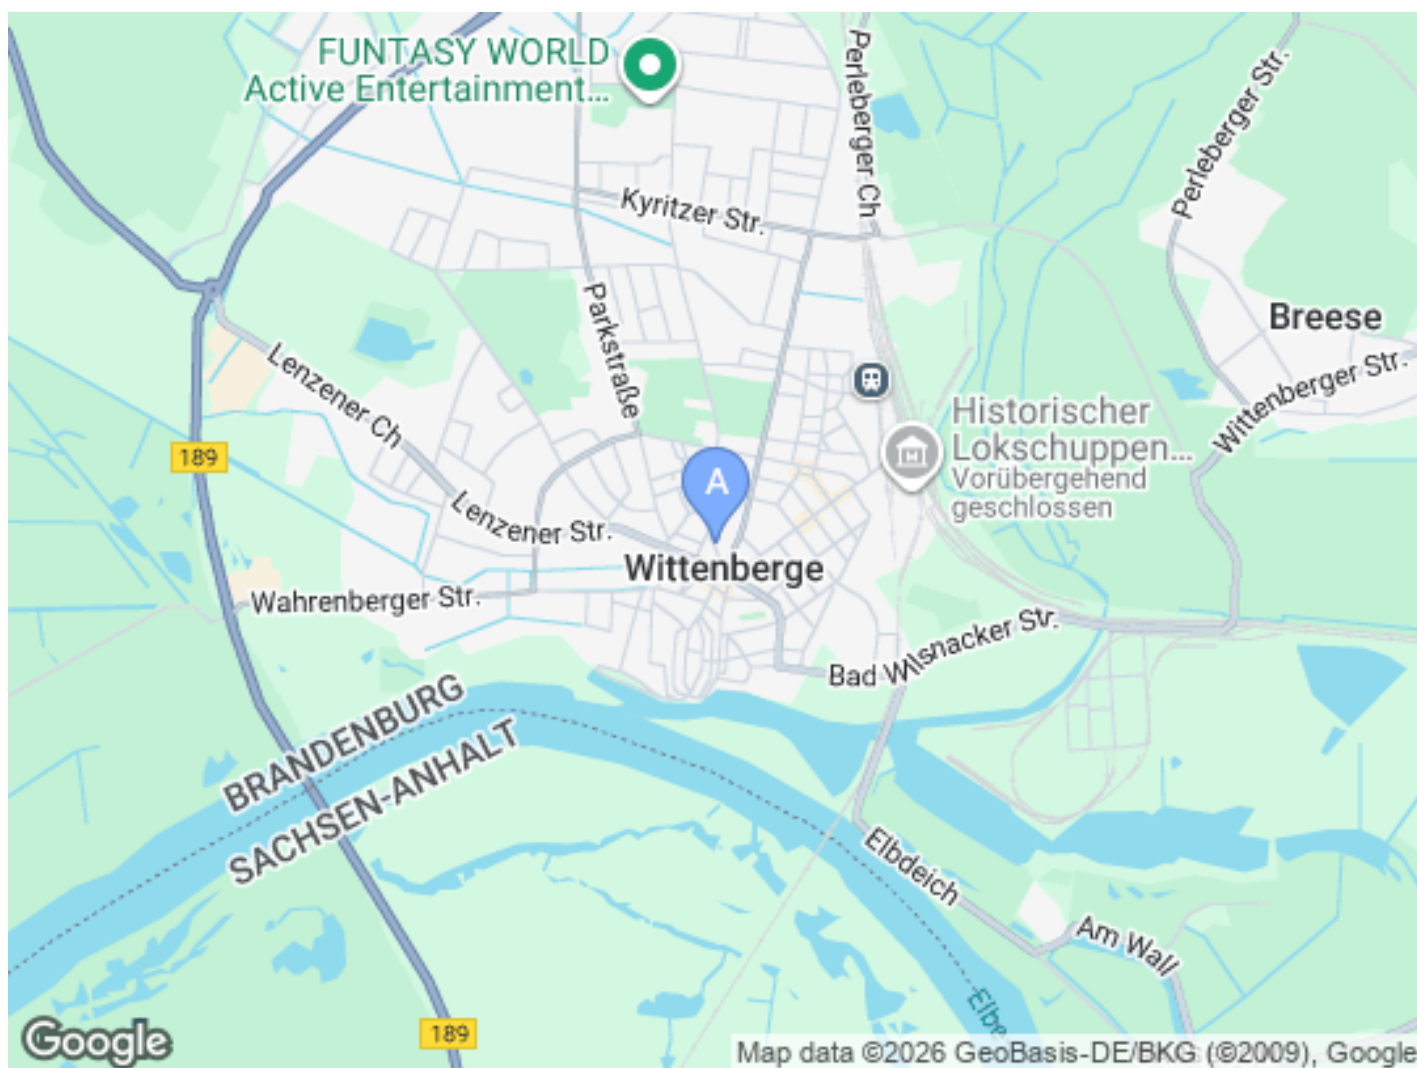 FUNTASY WORLD
Active Entertainment...
Perleberger Ch
Perleberger Str.
Kyritzer Str.
Parkstraße
Breese
Wittenberger Str.
Lenzener Ch
189
Historischer
Lokschuppen...
Vorübergehend
geschlossen
A
Lenzener Str.
Wittenberge
Wahrenberger Str.
Bad Wilsnacker Str.
BRANDENBURG
SACHSEN-ANHALT
Elbdeich
Am Wall
Elbe
189
Google
Map data ©2026 GeoBasis-DE/BKG (©2009), Google